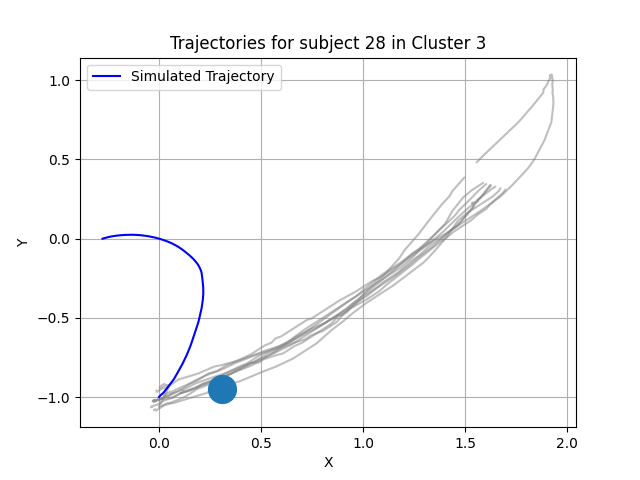 Trajectories for subject 28 in Cluster 3
Simulated Trajectory
1.0
0.5
0.0
−0.5
−1.0
Y
0.0 0.5 1.0 1.5 2.0
X